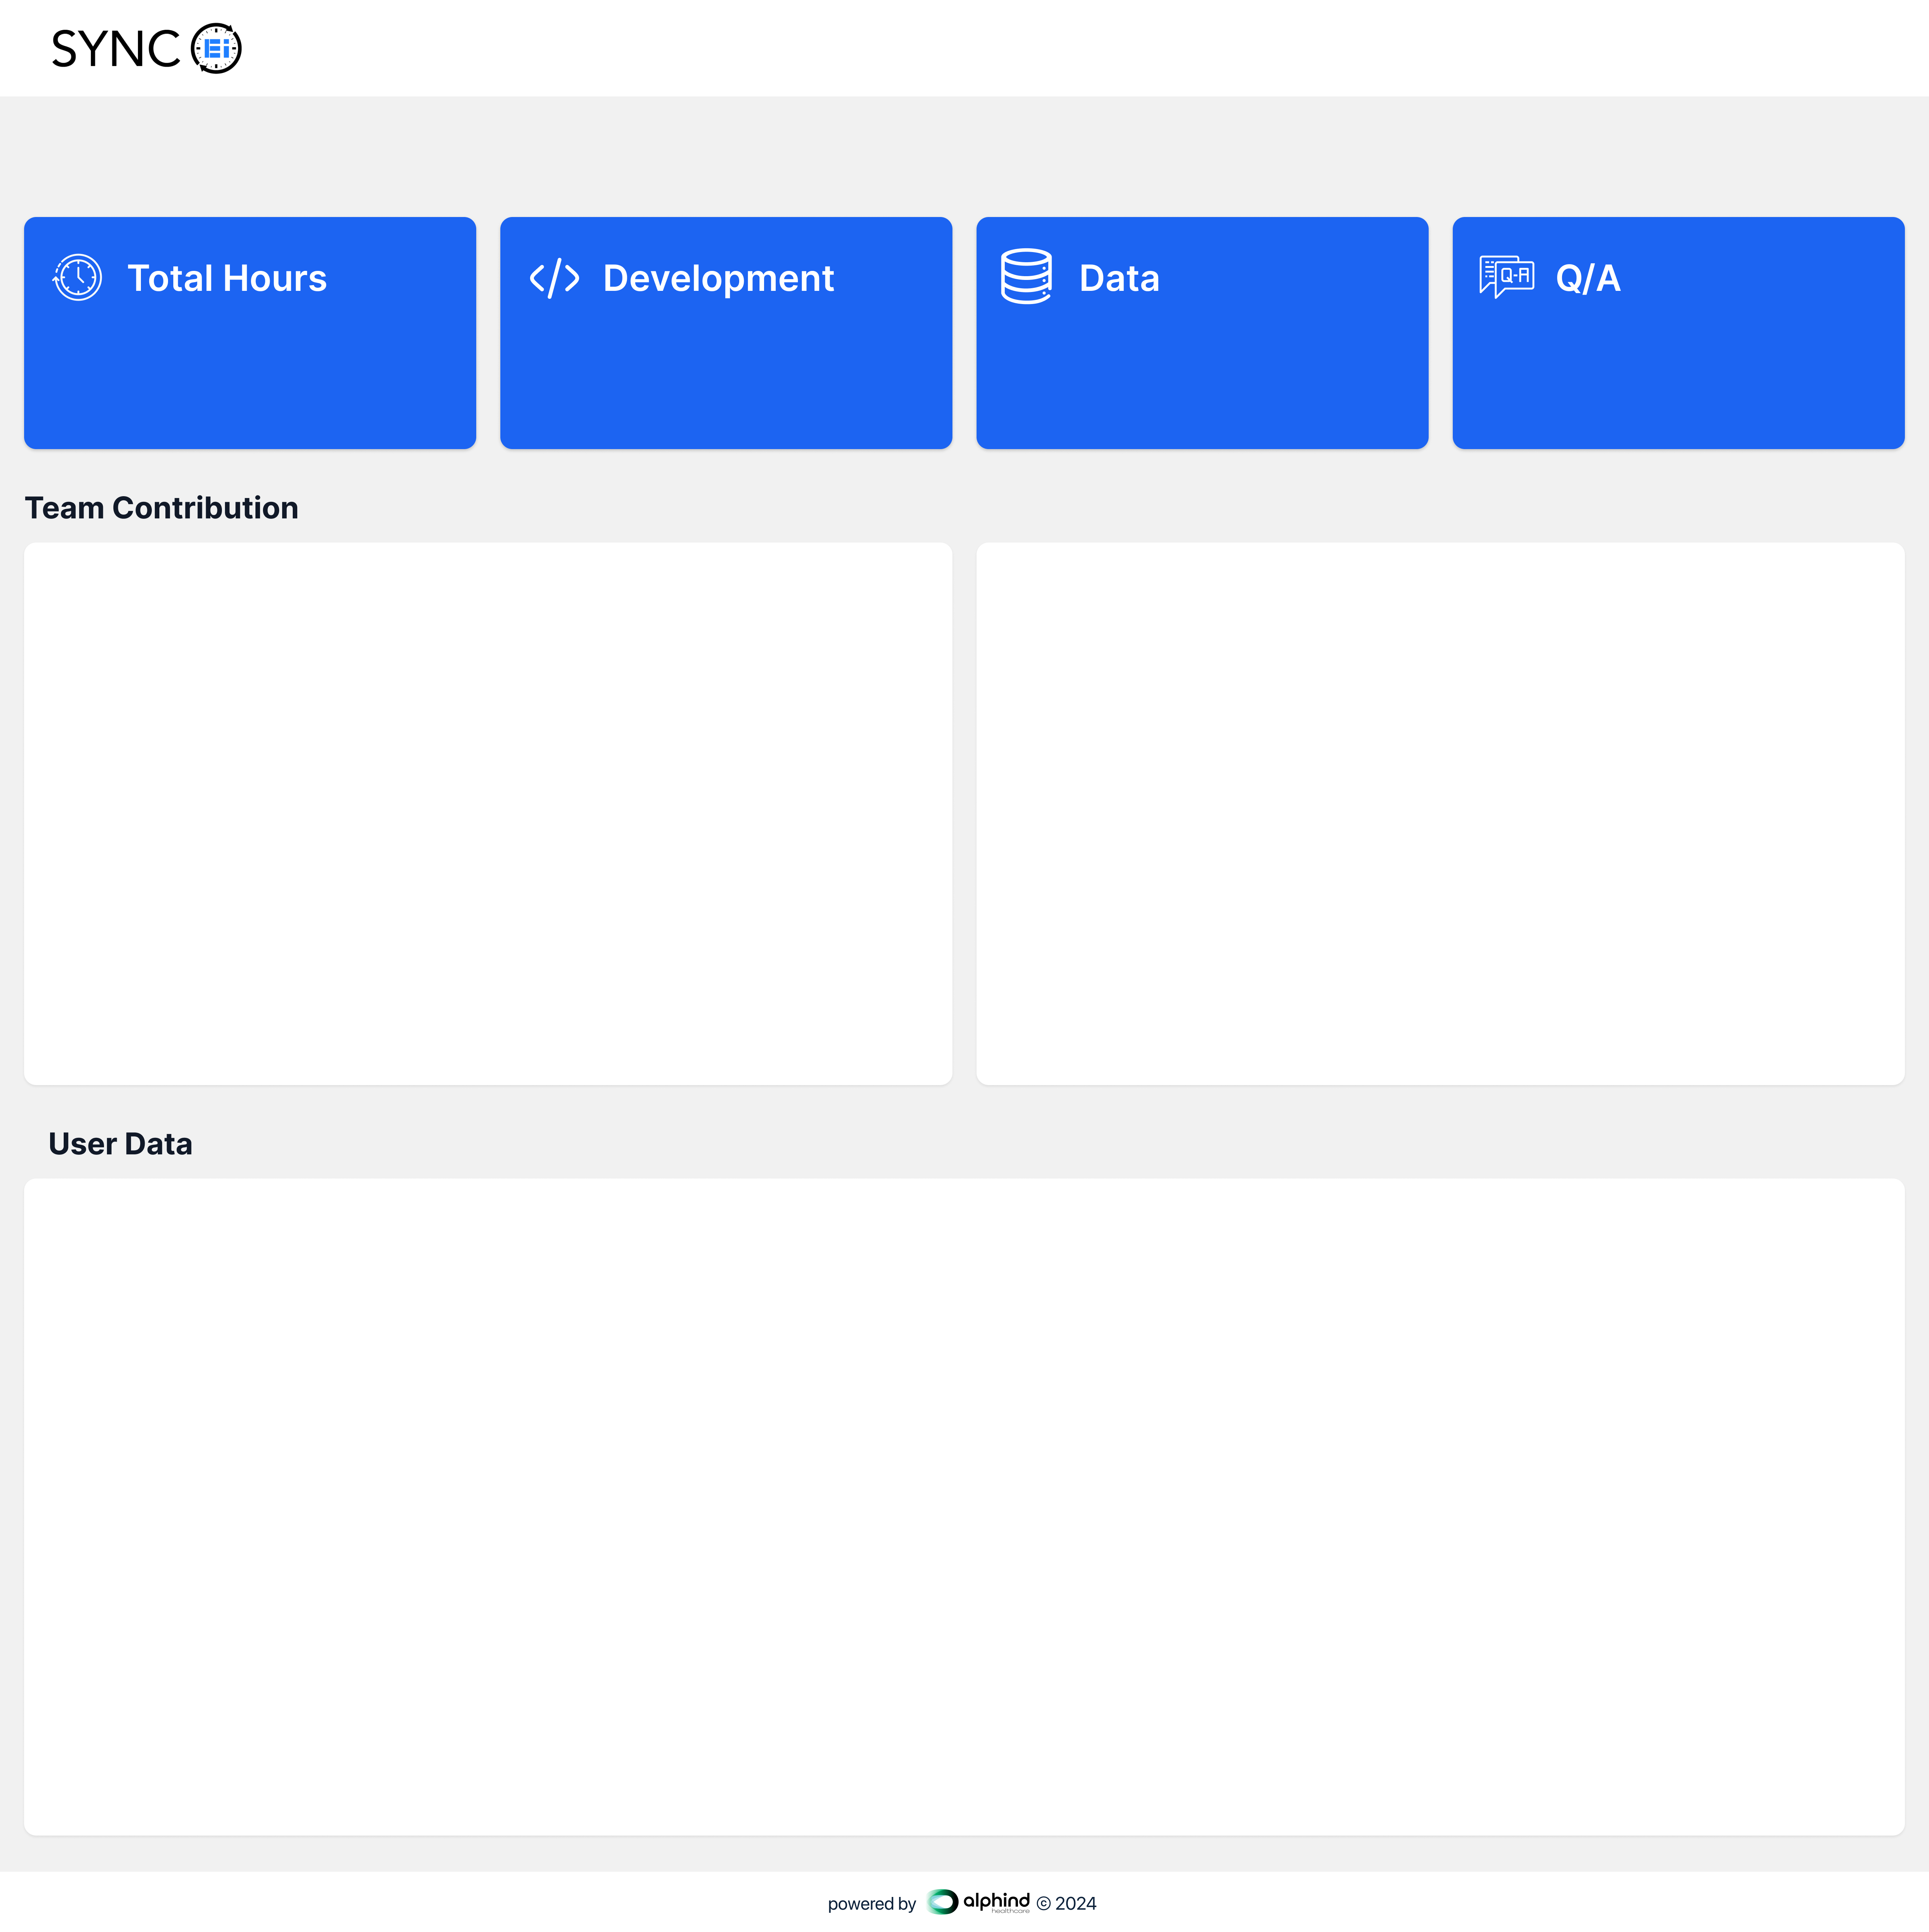 SYNC Ei
Total Hours
Development
Data
Q/A
Q-A
Team Contribution
User Data
powered by alphind healthcare © 2024